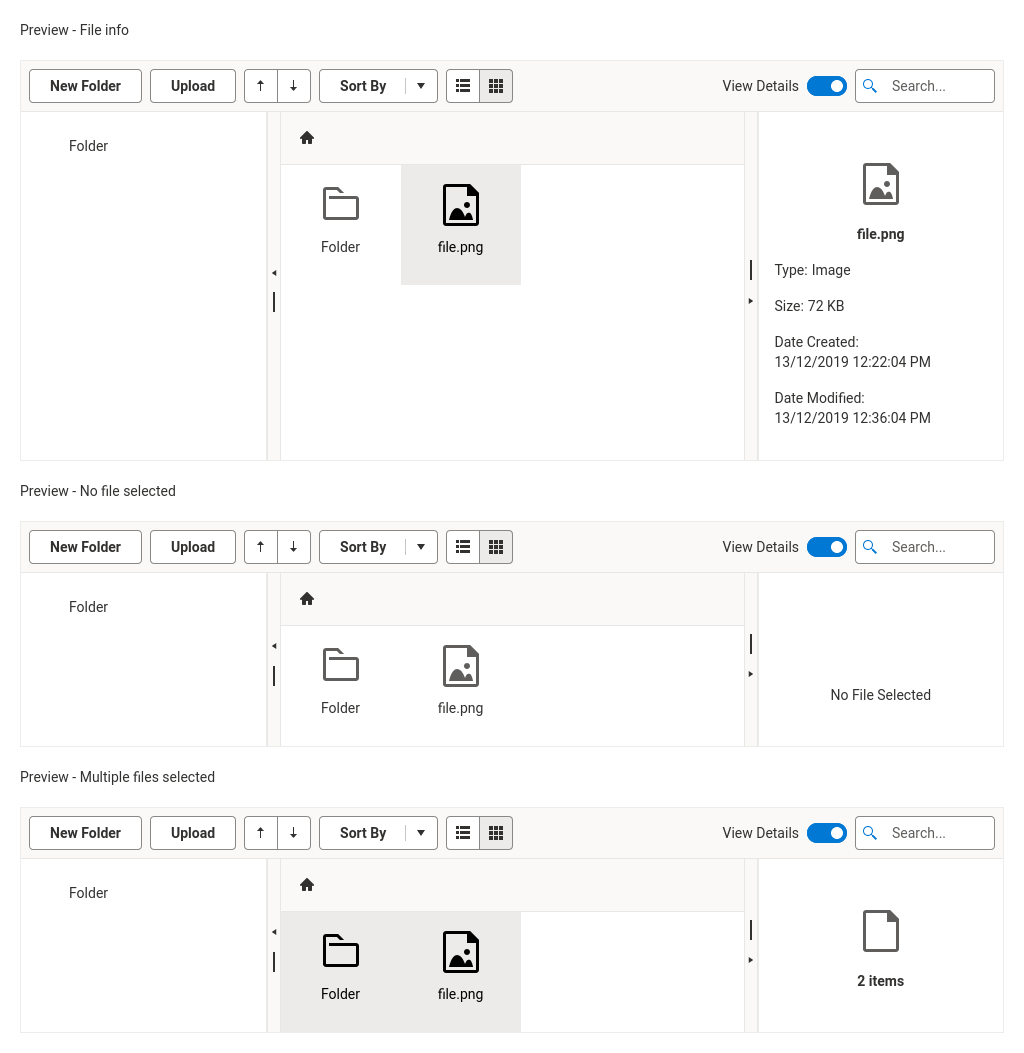 Preview - File info
New Folder
Upload
Sort By
View Details
Search...
Folder
Folder
file.png
file.png
Type: Image
Size: 72 KB
Date Created:
13/12/2019 12:22:04 PM
Date Modified:
13/12/2019 12:36:04 PM
Preview - No file selected
New Folder
Upload
Sort By
View Details
Search...
Folder
Folder
file.png
No File Selected
Preview - Multiple files selected
New Folder
Upload
Sort By
View Details
Search...
Folder
Folder
file.png
2 items